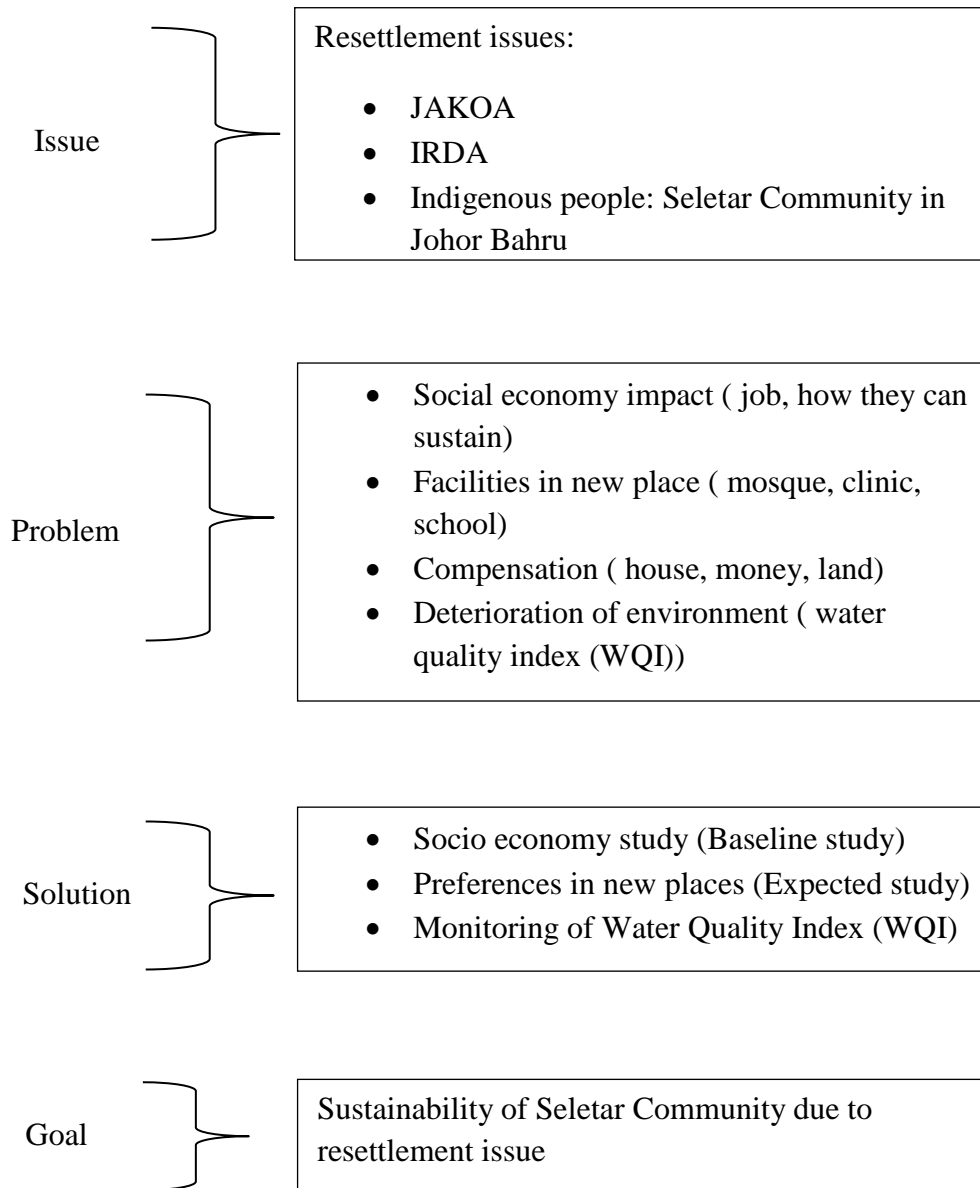 Issue
Resettlement issues:
• JAKOA
• IRDA
• Indigenous people: Seletar Community in
Johor Bahru
Problem
• Social economy impact ( job, how they can
sustain)
• Facilities in new place ( mosque, clinic,
school)
• Compensation ( house, money, land)
• Deterioration of environment ( water
quality index (WQI))
Solution
• Socio economy study (Baseline study)
• Preferences in new places (Expected study)
• Monitoring of Water Quality Index (WQI)
Goal
Sustainability of Seletar Community due to
resettlement issue